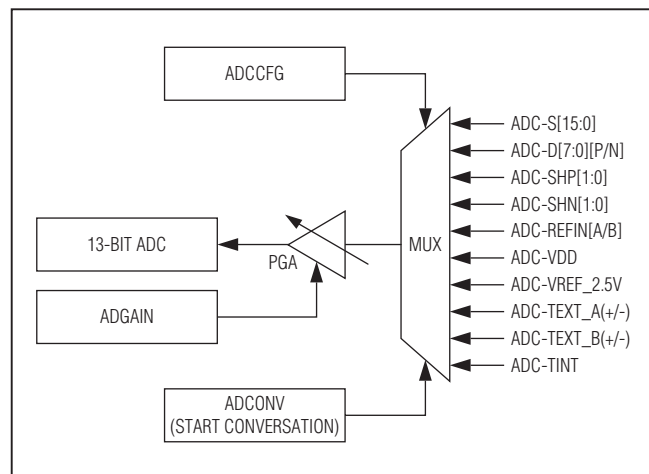 ADCCFG
ADC-S[15:0]
ADC-D[7:0][P/N]
ADC-SHP[1:0]
ADC-SHN[1:0]
ADC-REFIN[A/B]
ADC-VDD
ADC-VREF_2.5V
ADC-TEXT_A(+/-)
ADC-TEXT_B(+/-)
ADC-TINT
MUX
13-BIT ADC
PGA
ADGAIN
ADCONV
(START CONVERSATION)